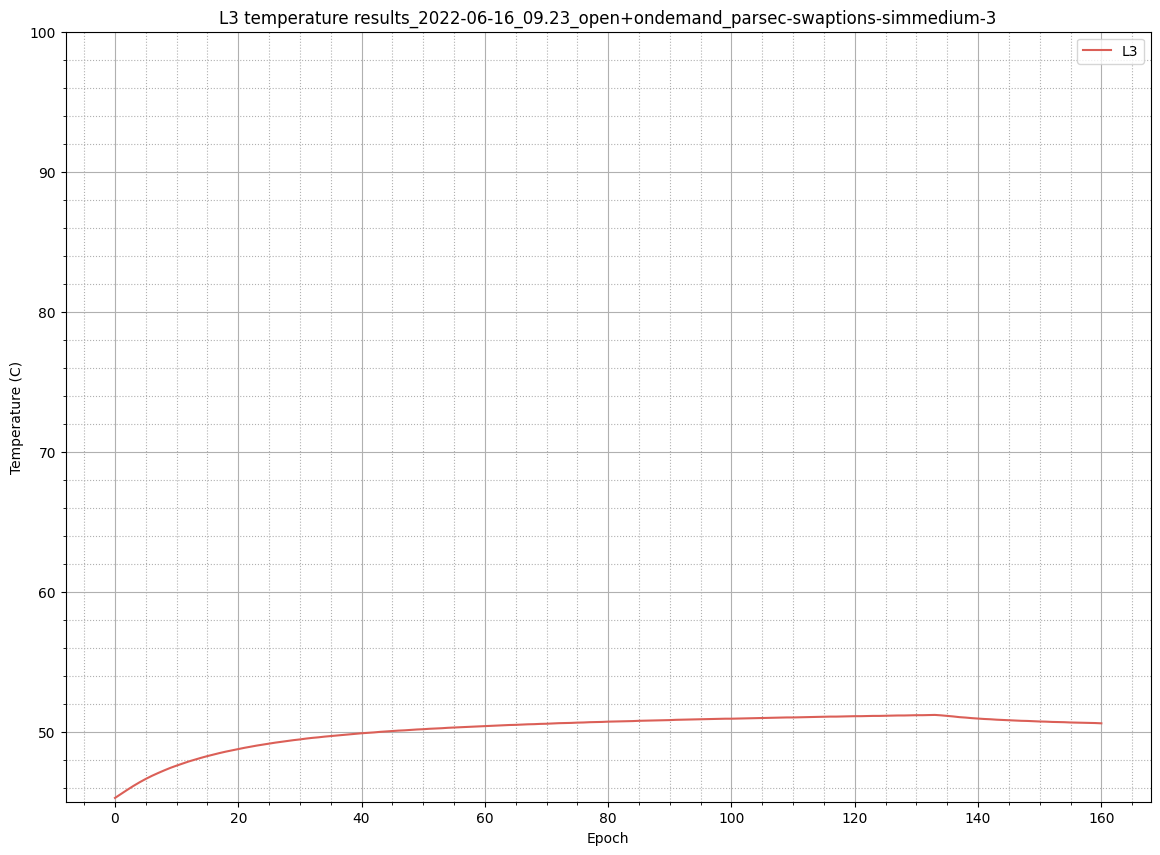 L3 temperature results_2022-06-16_09.23_open+ondemand_parsec-swaptions-simmedium-3
L3
100
90
80
70
60
50
Temperature (C)
0 20 40 60 80 100 120 140 160
Epoch